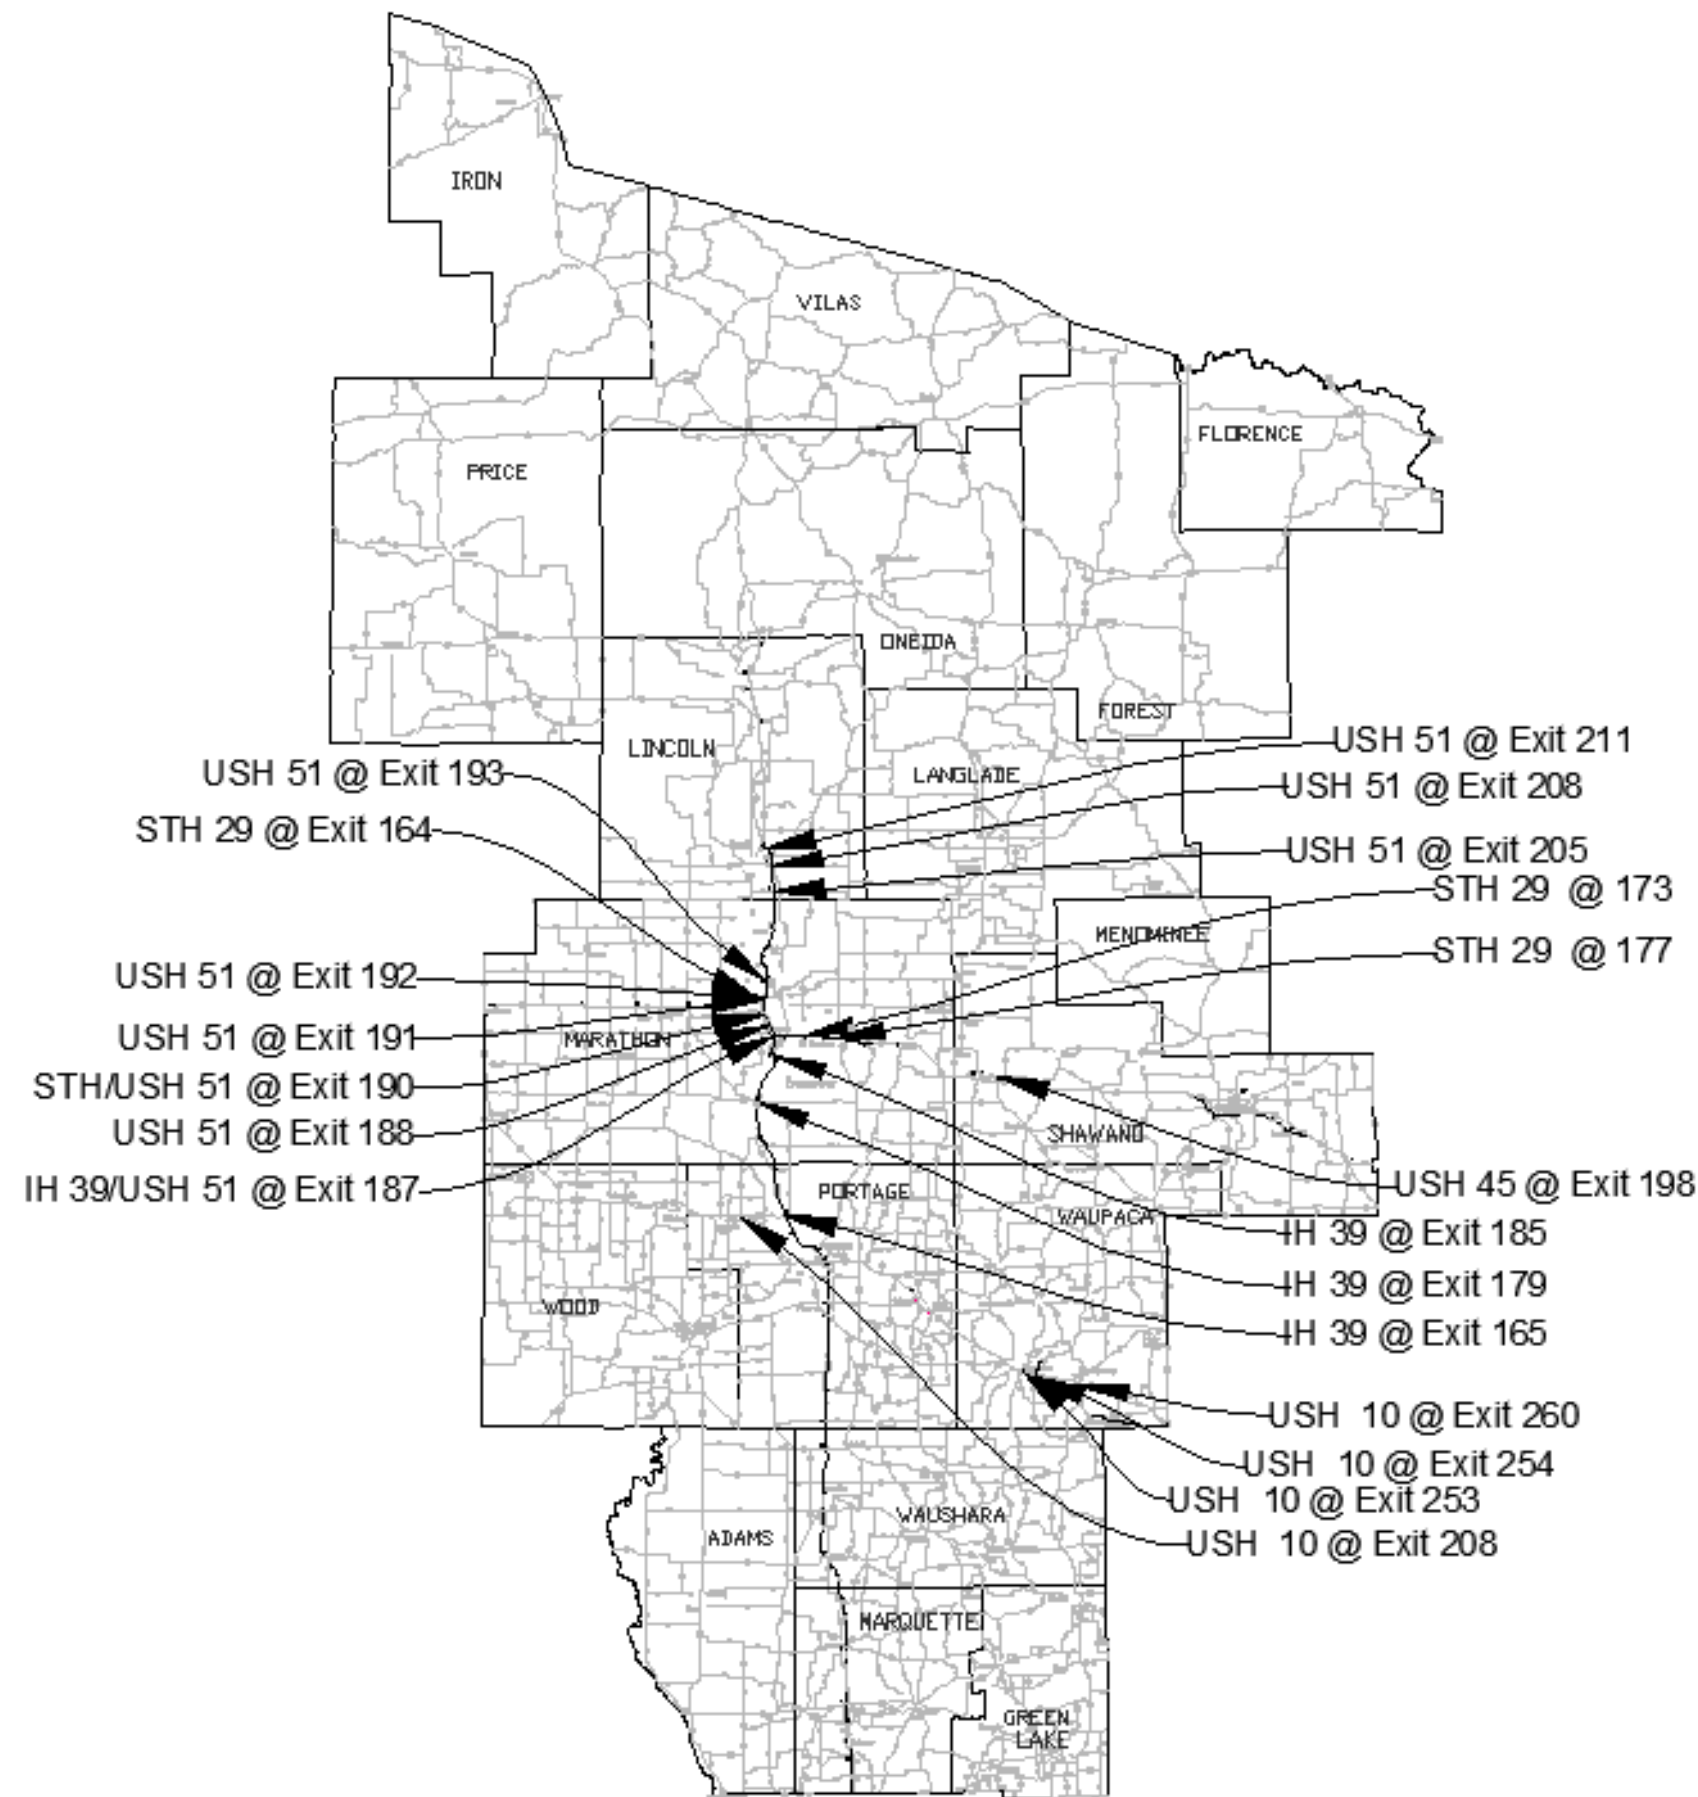 IRON
VILAS
FLORENCE
PRICE
ONEIDA
FOREST
LINCOLN
LANGLADE
USH 51 @ Exit 211
USH 51 @ Exit 193
USH 51 @ Exit 208
STH 29 @ Exit 164
USH 51 @ Exit 205
STH 29 @ 173
MENOMINEE
STH 29 @ 177
USH 51 @ Exit 192
USH 51 @ Exit 191
MARATHON
STH/USH 51 @ Exit 190
USH 51 @ Exit 188
SHAWANO
IH 39/USH 51 @ Exit 187
PORTAGE
USH 45 @ Exit 198
WAUPACA
IH 39 @ Exit 185
IH 39 @ Exit 179
WOOD
IH 39 @ Exit 165
USH 10 @ Exit 260
USH 10 @ Exit 254
USH 10 @ Exit 253
WAUSHARA
ADAMS
USH 10 @ Exit 208
MARQUETTE
GREEN
LAKE